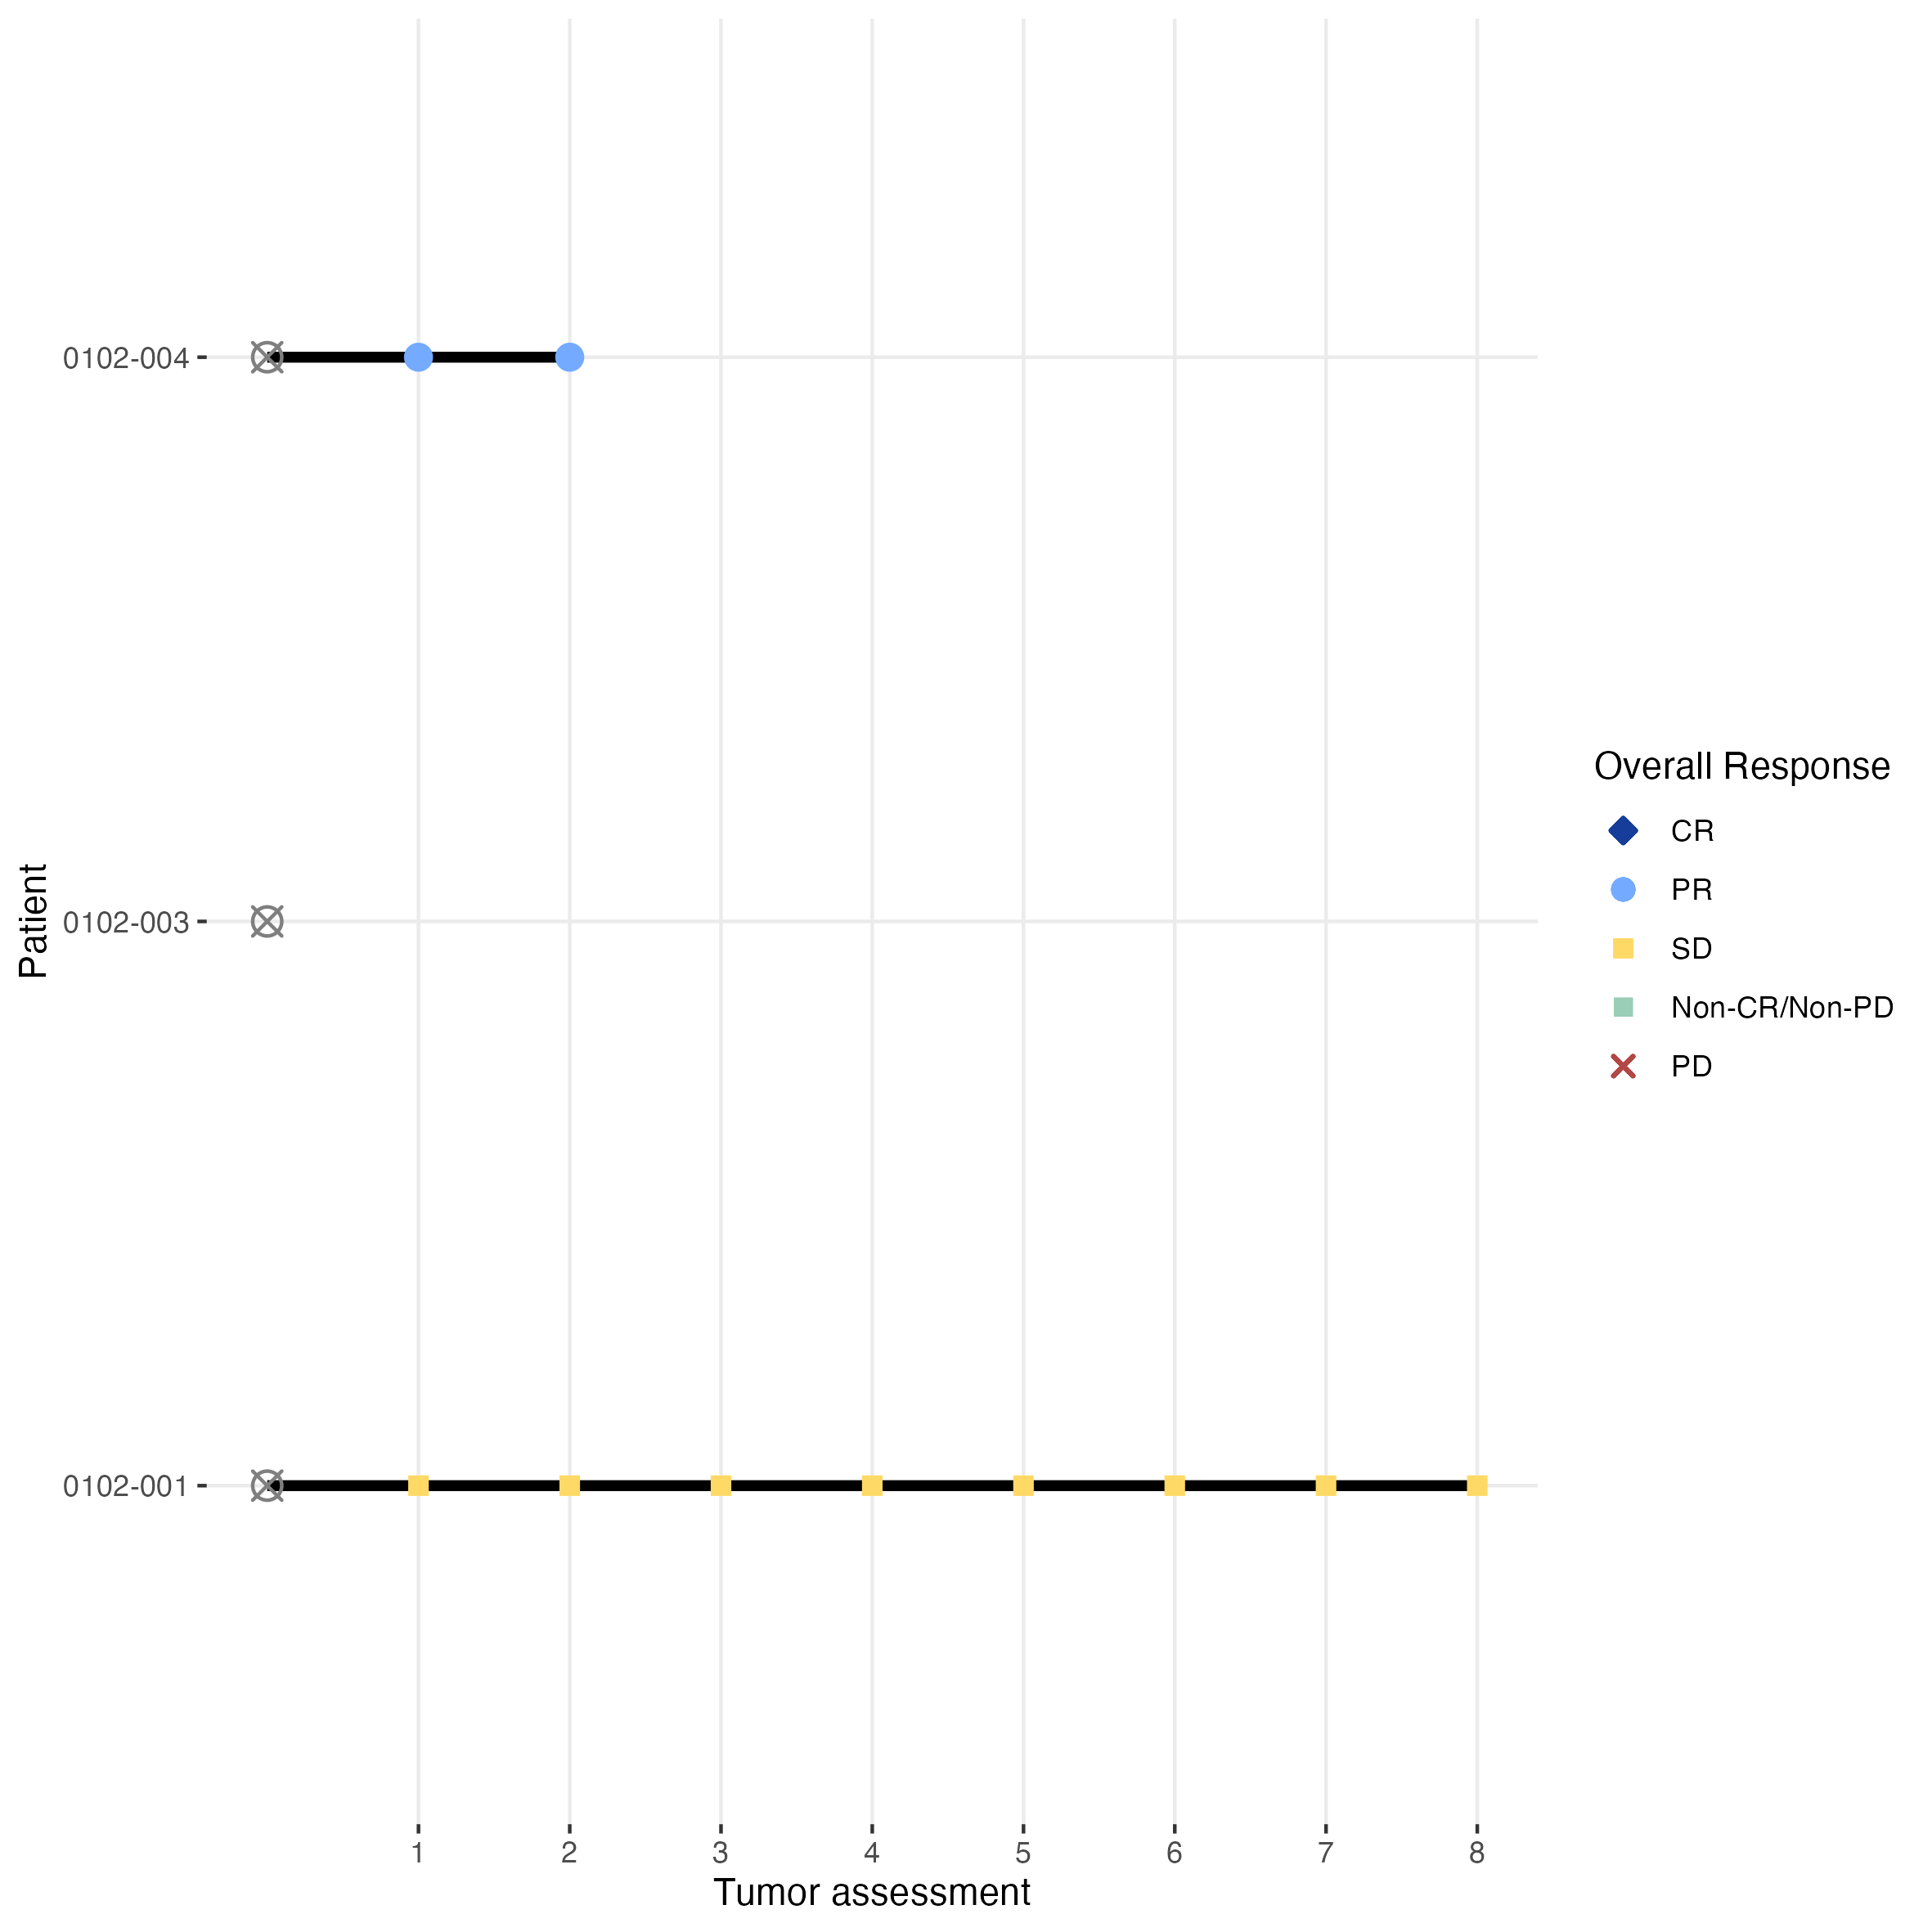 Patient
0102-004
0102-003
0102-001
1 2 3 4 5 6 7 8
Tumor assessment
Overall Response
CR
PR
SD
Non-CR/Non-PD
PD